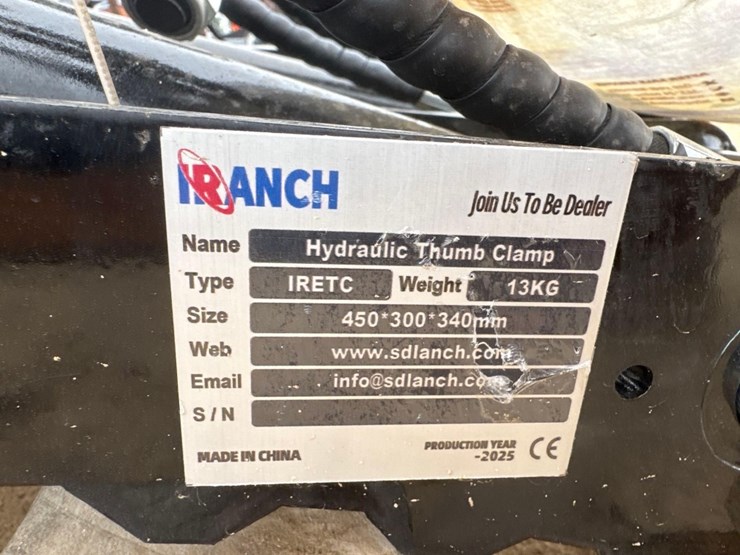 IRANCH
Join Us To Be Dealer
Name Hydraulic Thumb Clamp
Type IRETC Weight 13KG
Size 450*300*340mm
Web www.sdlanch.com
Email info@sdlanch.com
S/N
MADE IN CHINA
PRODUCTION YEAR
-2025 CE